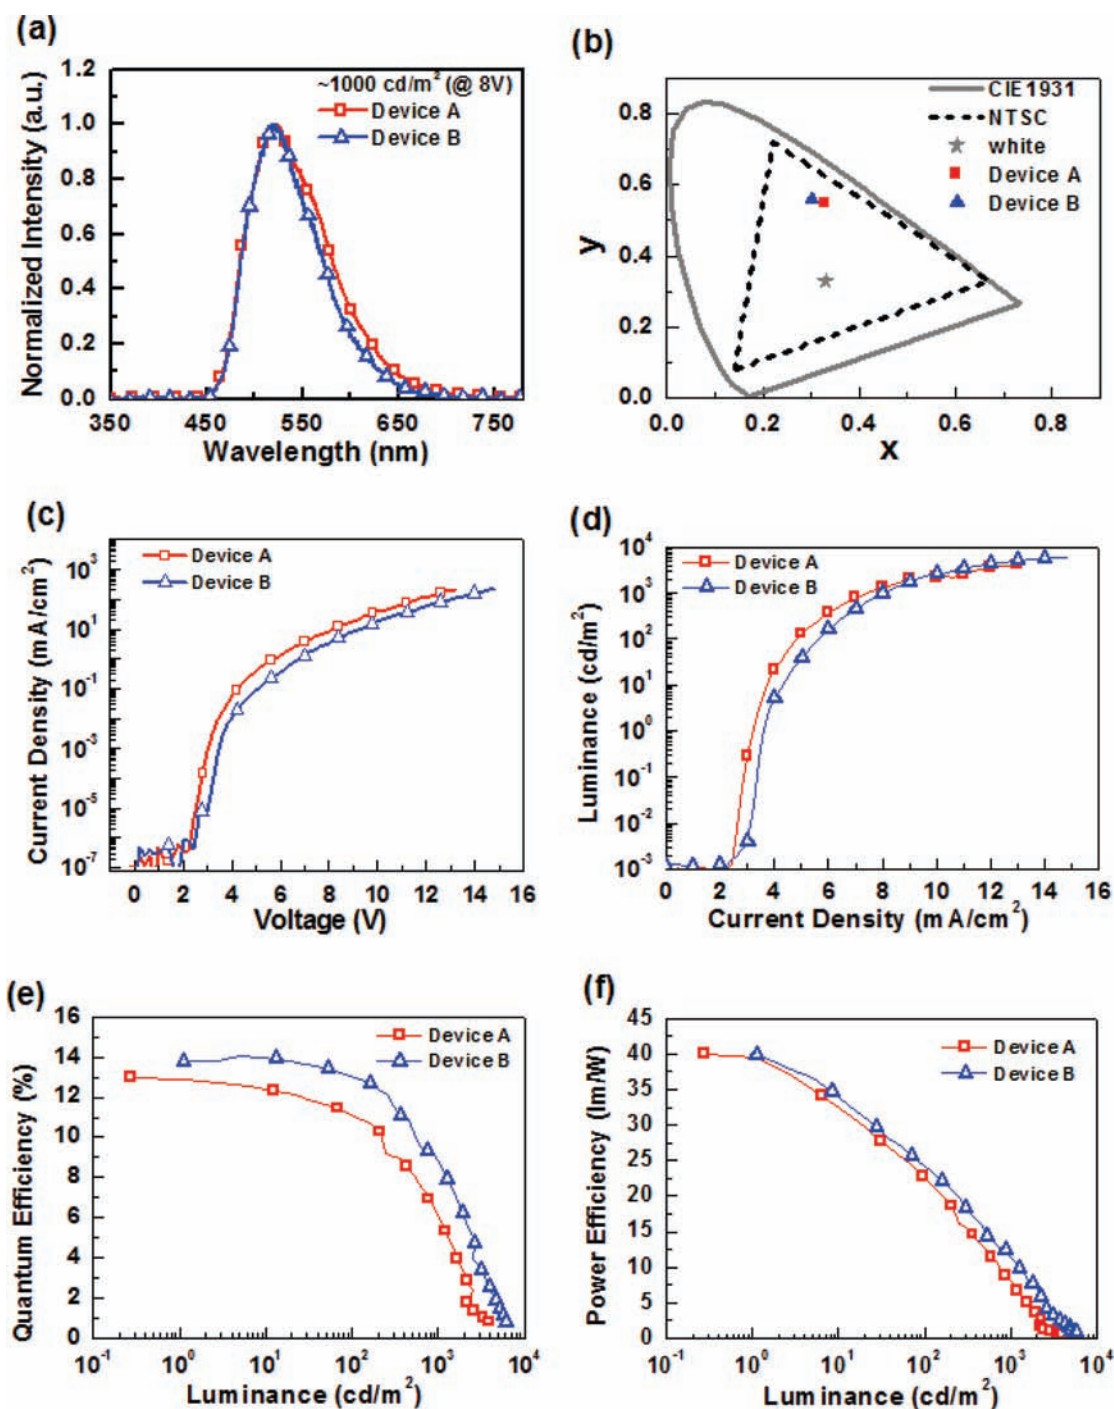 (a)
1.2
1.0
0.8
0.6
0.4
0.2
0.0
Normalized Intensity (a.u.)
~1000 cd/m² (@ 8V)
Device A
Device B
350 450 550 650 750
Wavelength (nm)
(b)
0.8
0.6
0.4
0.2
0.0
y
CIE1931
NTSC
white
Device A
Device B
0.0 0.2 0.4 0.6 0.8
x
(c)
10³
10¹
10⁻¹
10⁻³
10⁻⁵
10⁻⁷
Current Density (mA/cm²)
Device A
Device B
0 2 4 6 8 10 12 14 16
Voltage (V)
(d)
10⁴
10³
10²
10¹
10⁰
10⁻¹
10⁻²
10⁻³
Luminance (cd/m²)
Device A
Device B
0 2 4 6 8 10 12 14 16
Current Density (mA/cm²)
(e)
16
14
12
10
8
6
4
2
0
Quantum Efficiency (%)
Device A
Device B
10⁻¹ 10⁰ 10¹ 10² 10³ 10⁴
Luminance (cd/m²)
(f)
45
40
35
30
25
20
15
10
5
0
Power Efficiency (lm/W)
Device A
Device B
10⁻¹ 10⁰ 10¹ 10² 10³ 10⁴
Luminance (cd/m²)